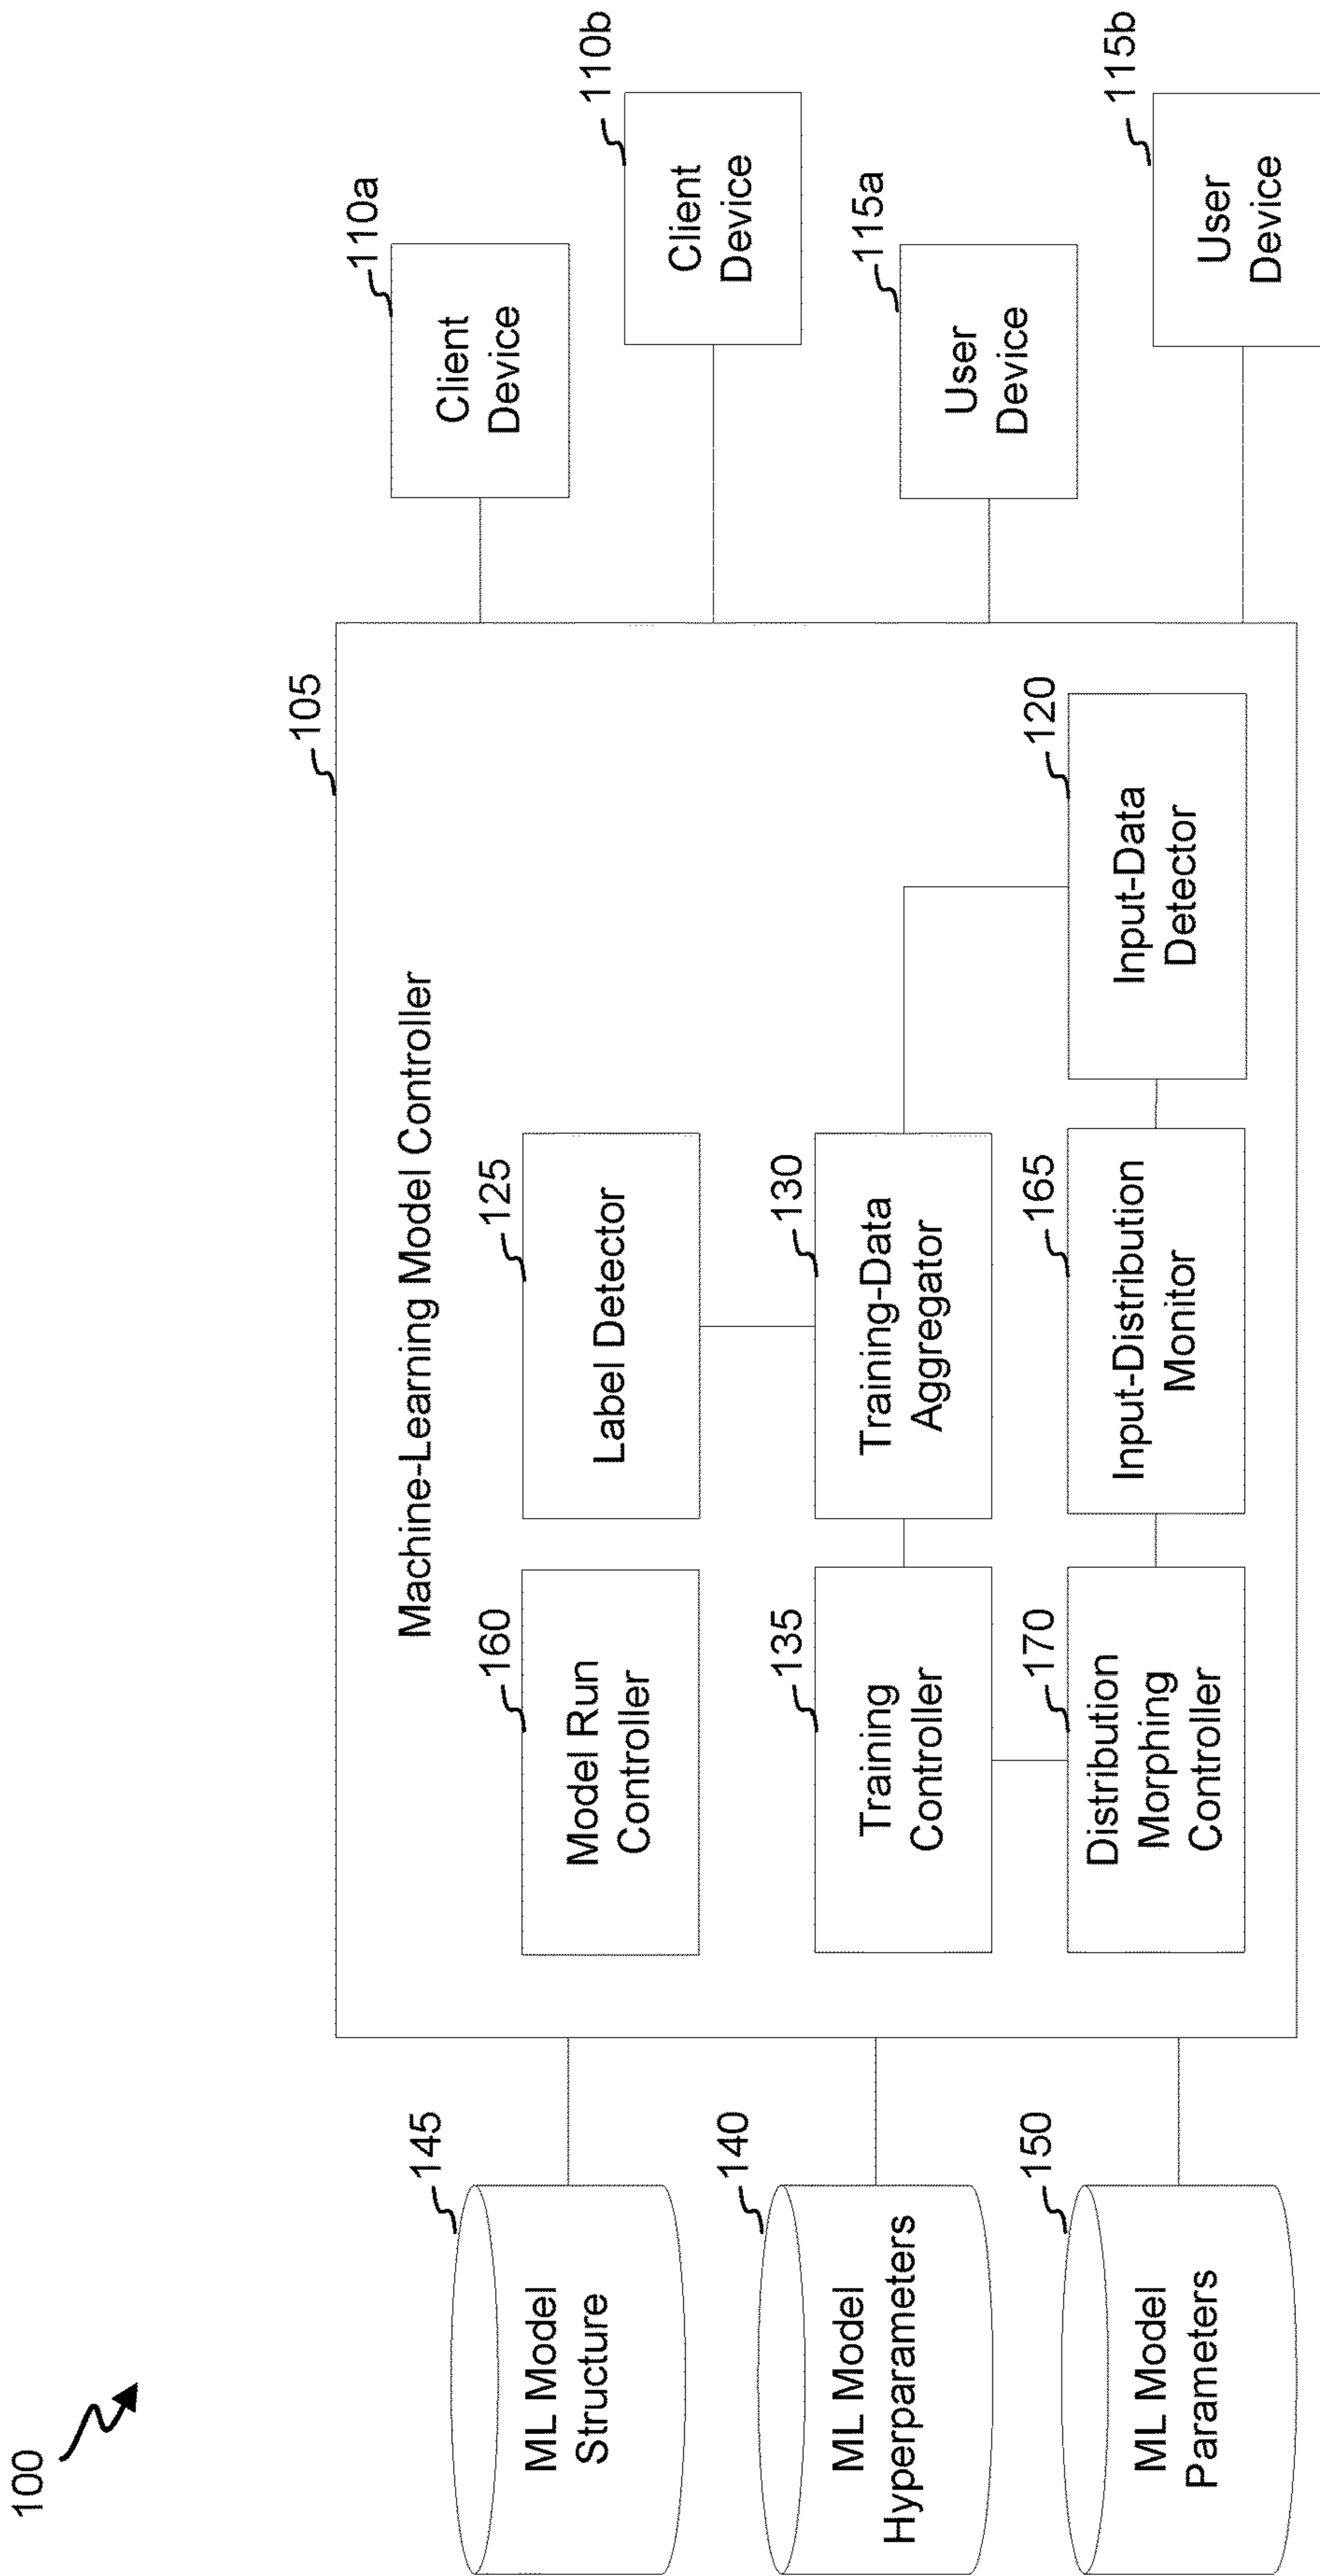 100
145
ML Model
Structure
140
ML Model
Hyperparameters
150
ML Model
Parameters
105
Machine-Learning Model Controller
160
Model Run
Controller
125
Label Detector
135
Training
Controller
130
Training-Data
Aggregator
170
Distribution
Morphing
Controller
165
Input-Distribution
Monitor
120
Input-Data
Detector
110a
Client
Device
110b
Client
Device
115a
User
Device
115b
User
Device